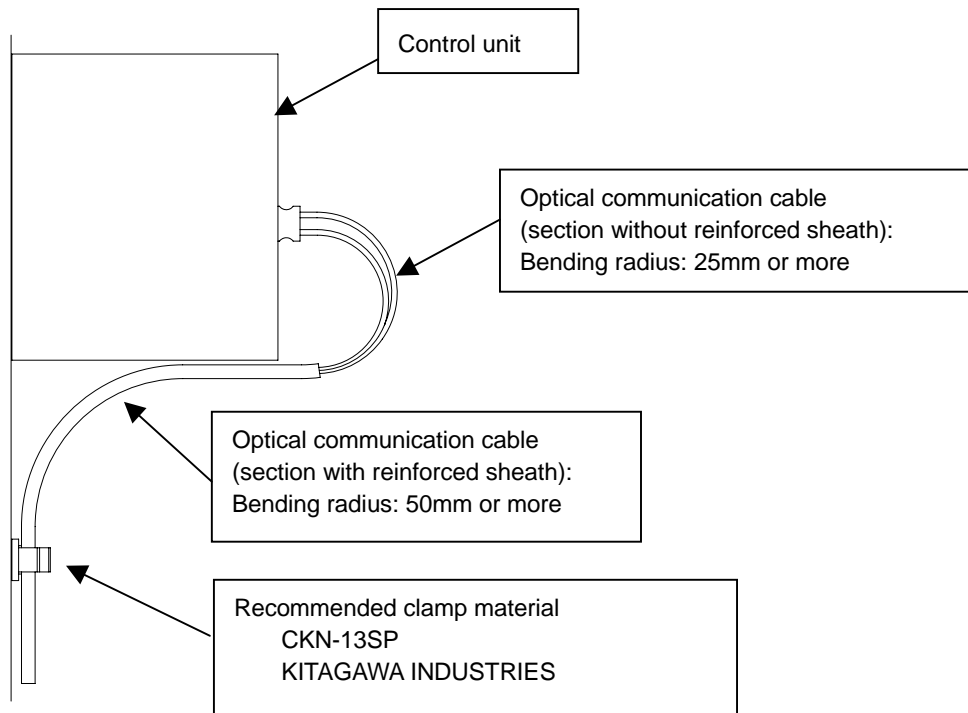 Control unit
Optical communication cable
(section without reinforced sheath):
Bending radius: 25mm or more
Optical communication cable
(section with reinforced sheath):
Bending radius: 50mm or more
Recommended clamp material
CKN-13SP
KITAGAWA INDUSTRIES